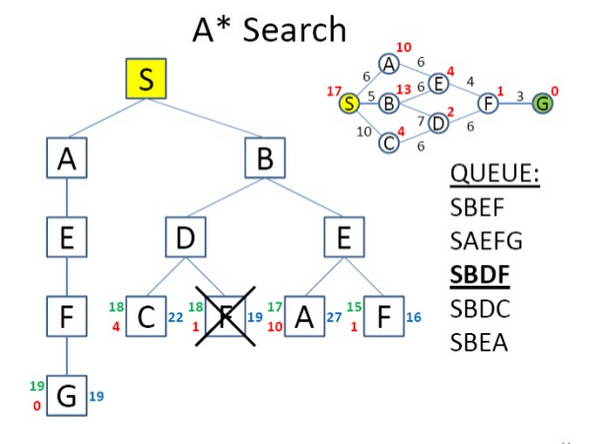 A* Search
10
A 6 4
6 E 4
17 13 6 1 0
S 5 B F 3 G
2
7 D
10 4 6
C 6
S
A B
QUEUE:
SBEF
E D E
SAEFG
SBDF
F 18 4 C 22 18 1 F 19 17 10 A 27 15 1 F 16
SBDC
SBEA
19 0 G 19